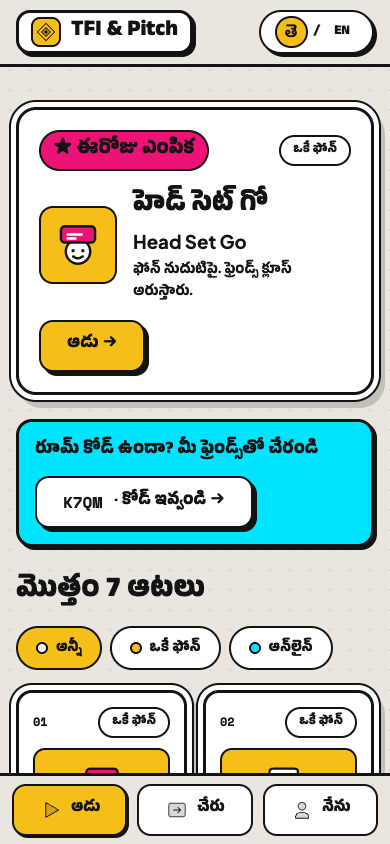 TFI & Pitch
తె / EN
★ ఈరోజు ఎంపిక
ఒకే ఫోన్
హెడ్ సెట్ గో
Head Set Go
ఫోన్ నుదుటిపై. ఫ్రెండ్స్ క్లూస్
అరుస్తారు.
ఆడు →
రూమ్ కోడ్ ఉందా? మీ ఫ్రెండ్స్‌తో చేరండి
K7QM · కోడ్ ఇవ్వండి →
మొత్తం 7 ఆటలు
అన్నీ
ఒకే ఫోన్
ఆన్‌లైన్
01
ఒకే ఫోన్
02
ఒకే ఫోన్
ఆడు
చేరు
నేను